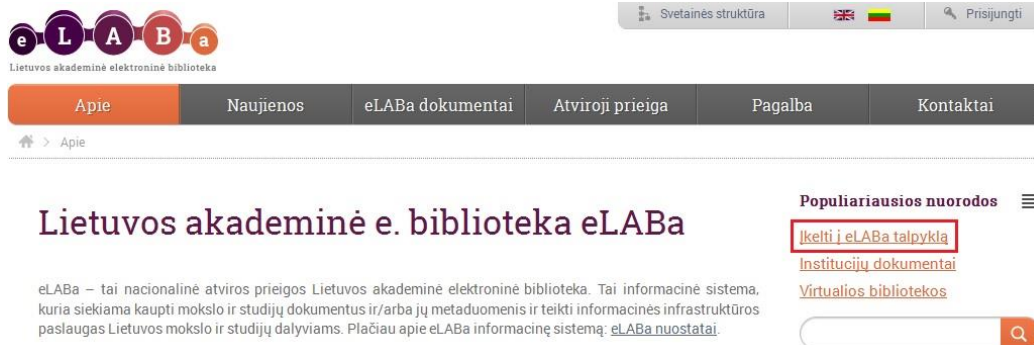 Svetainės struktūra
Prisijungti
e L A B a
Lietuvos akademinė elektroninė biblioteka
Apie
Naujienos
eLABa dokumentai
Atviroji prieiga
Pagalba
Kontaktai
> Apie
Lietuvos akademinė e. biblioteka eLABa
eLABa – tai nacionalinė atviros prieigos Lietuvos akademinė elektroninė biblioteka. Tai informacinė sistema,
kuria siekiama kaupti mokslo ir studijų dokumentus ir/arba jų metaduomenis ir teikti informacinės infrastruktūros
paslaugas Lietuvos mokslo ir studijų dalyviams. Plačiau apie eLABa informacinę sistemą: eLABa nuostatai.
Populiariausios nuorodos
Įkelti į eLABa talpyklą
Institucijų dokumentai
Virtualios bibliotekos